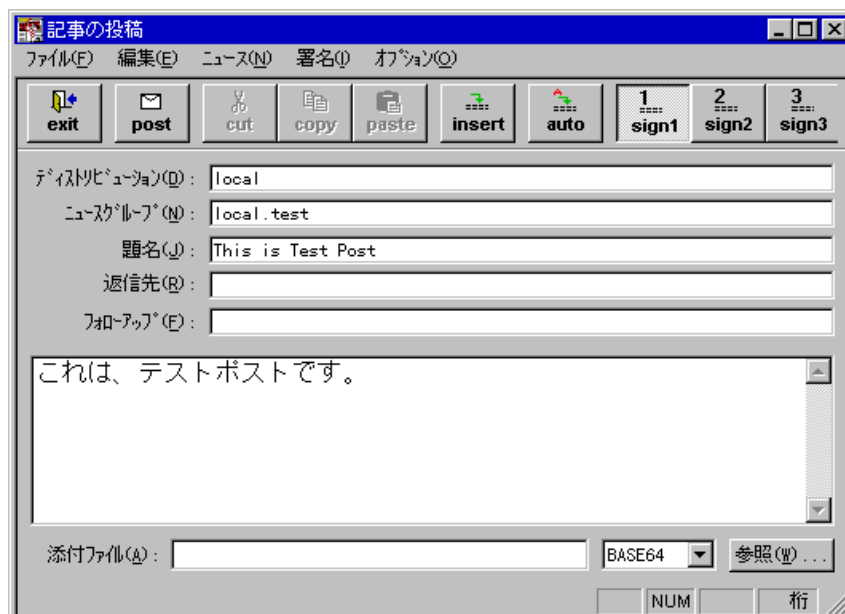 記事の投稿
ﾌｧｲﾙ(F) 編集(E) ﾆｭｰｽ(N) 署名(I) ｵﾌﾟｼｮﾝ(O)
exit post cut copy paste insert auto 1 sign1 2 sign2 3 sign3
ﾃﾞｨｽﾄﾘﾋﾞｭｰｼｮﾝ(D) : local
ﾆｭｰｽｸﾞﾙｰﾌﾟ(N) : local.test
題名(J) : This is Test Post
返信先(R) :
ﾌｫﾛｰｱｯﾌﾟ(F) :
これは、テストポストです。
添付ﾌｧｲﾙ(A) : BASE64 参照(W) ...
NUM 桁